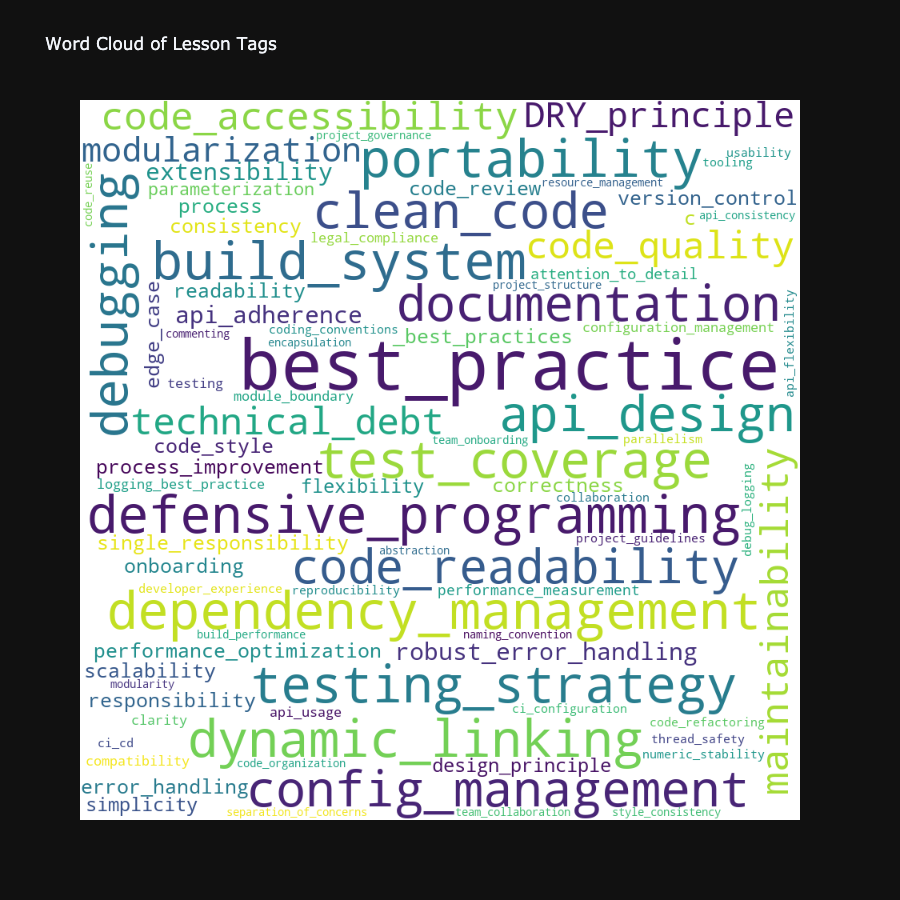 Word Cloud of Lesson Tags
code_accessibility
DRY_principle
project_governance
modularization
portability
usability
tooling
extensibility
code_reuse
parameterization
code_review
resource_management
version_control
process
clean_code
c
api_consistency
consistency
legal_compliance
debugging
build_system
code_quality
attention_to_detail
readability
project_structure
edge_case
api_adherence
documentation
api_flexibility
commenting
coding_conventions
encapsulation
_best_practices
configuration_management
best_practice
testing
module_boundary
technical_debt
api_design
code_style
team_onboarding
parallelism
process_improvement
test_coverage
maintainability
logging_best_practice
flexibility
correctness
debug_logging
collaboration
defensive_programming
single_responsibility
project_guidelines
abstraction
onboarding
code_readability
developer_experience
reproducibility
performance_measurement
dependency_management
build_performance
naming_convention
performance_optimization
robust_error_handling
scalability
modularity
testing_strategy
responsibility
api_usage
ci_configuration
clarity
code_refactoring
dynamic_linking
ci_cd
thread_safety
numeric_stability
compatibility
code_organization
design_principle
error_handling
config_management
simplicity
separation_of_concerns
team_collaboration
style_consistency